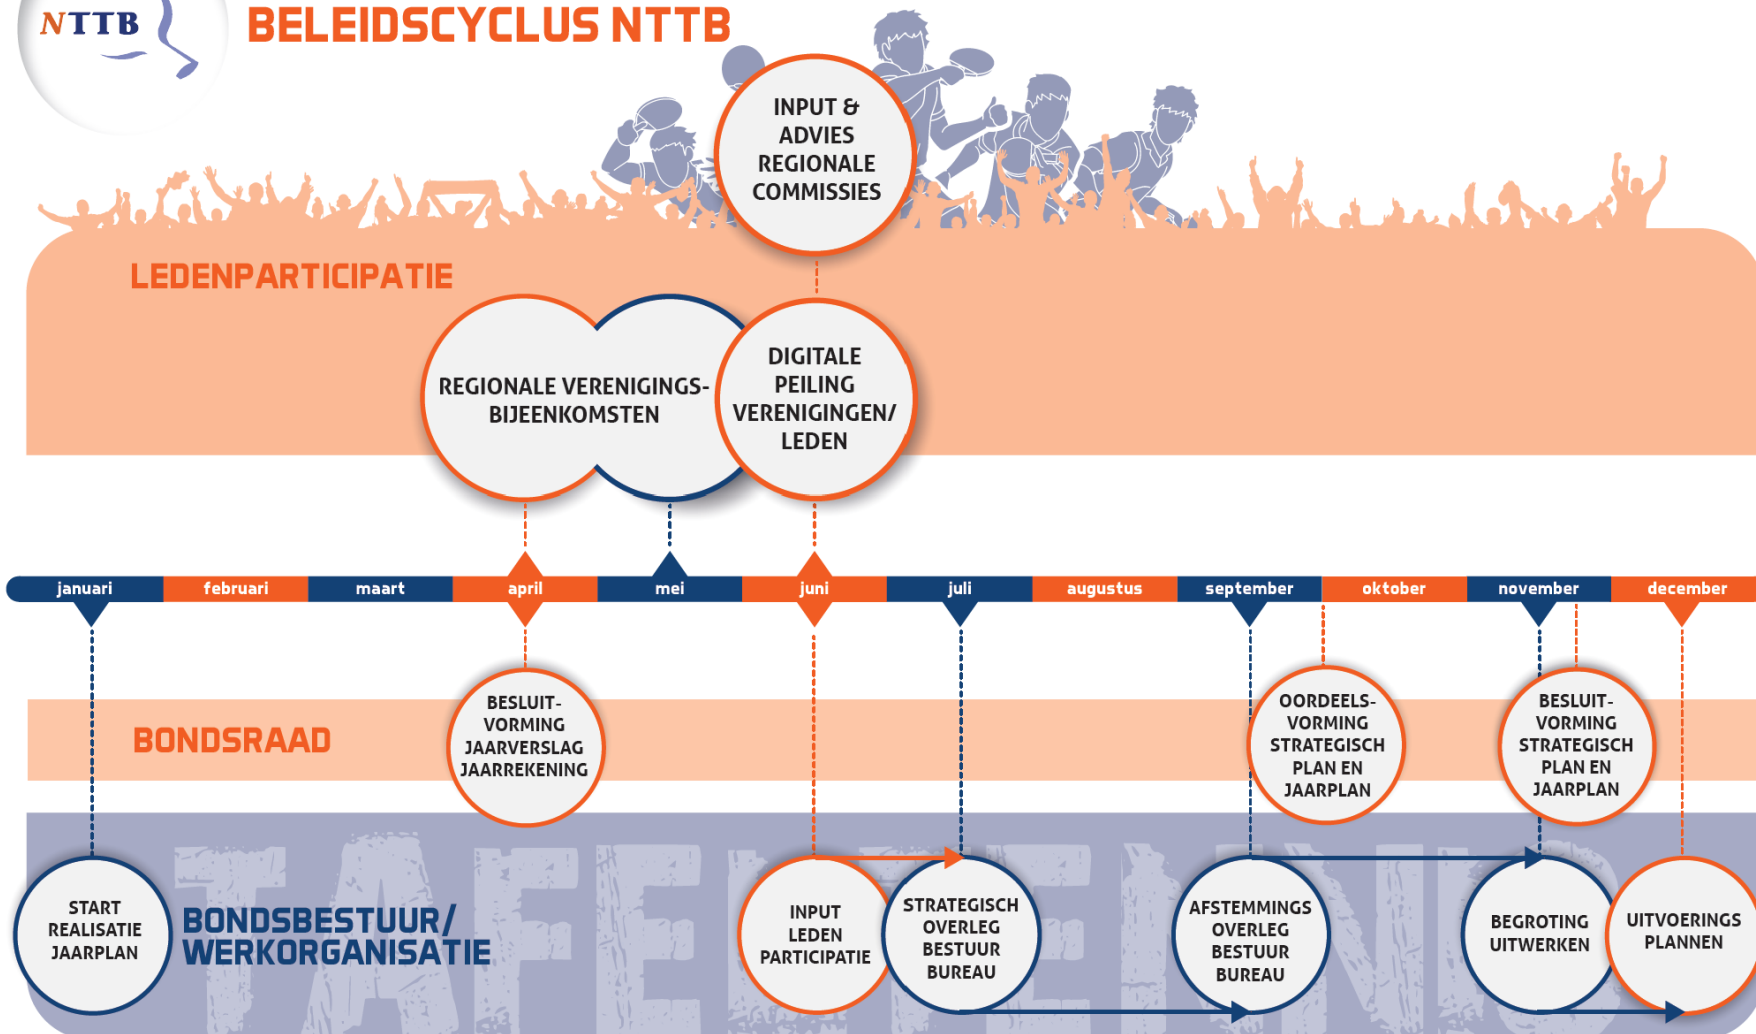 NTTB
BELEIDSCYCLUS NTTB
INPUT &
ADVIES
REGIONALE
COMMISSIES
LEDENPARTICIPATIE
REGIONALE VERENIGINGS-
BIJEENKOMSTEN
DIGITALE
PEILING
VERENIGINGEN/
LEDEN
januari februari maart april mei juni juli augustus september oktober november december
BONDSRAAD
BESLUIT-
VORMING
JAARVERSLAG
JAARREKENING
OORDEELS-
VORMING
STRATEGISCH
PLAN EN
JAARPLAN
BESLUIT-
VORMING
STRATEGISCH
PLAN EN
JAARPLAN
TAFELTENNIS
START
REALISATIE
JAARPLAN
BONDSBESTUUR/
WERKORGANISATIE
INPUT
LEDEN
PARTICIPATIE
STRATEGISCH
OVERLEG
BESTUUR
BUREAU
AFSTEMMINGS
OVERLEG
BESTUUR
BUREAU
BEGROTING
UITWERKEN
UITVOERINGS
PLANNEN